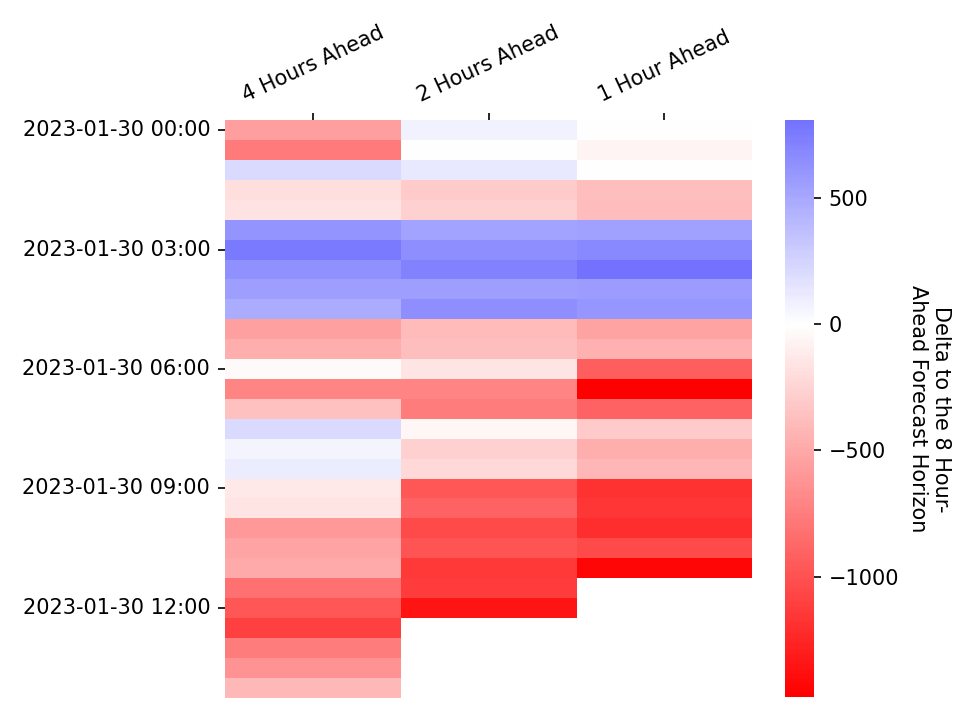 4 Hours Ahead
2 Hours Ahead
1 Hour Ahead
2023-01-30 00:00
2023-01-30 03:00
2023-01-30 06:00
2023-01-30 09:00
2023-01-30 12:00
500
0
−500
−1000
Delta to the 8 Hour-
Ahead Forecast Horizon